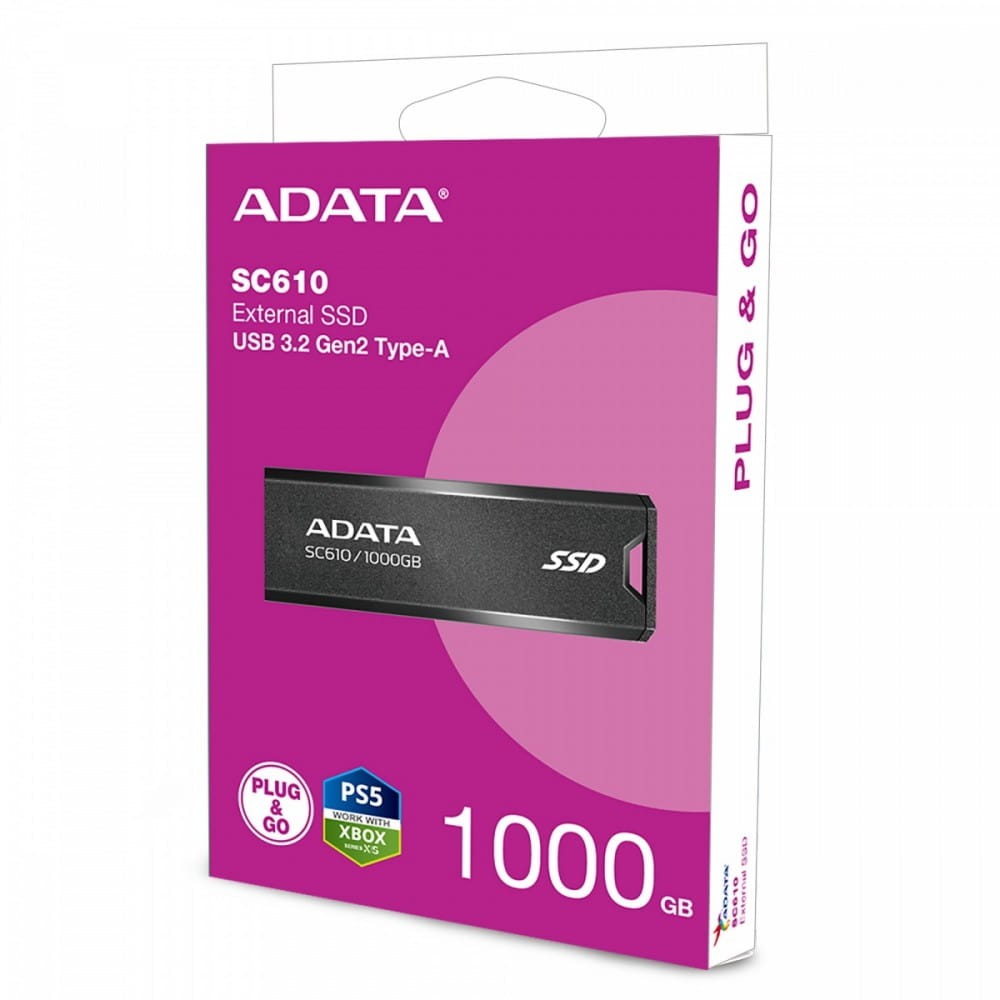 ADATA®
SC610
External SSD
USB 3.2 Gen2 Type-A
ADATA
SC610/1000GB
SSD
PLUG
&
GO
PS5
WORK WITH
XBOX
SERIES X|S
1000 GB
PLUG & GO
ADATA
SC610
External SSD